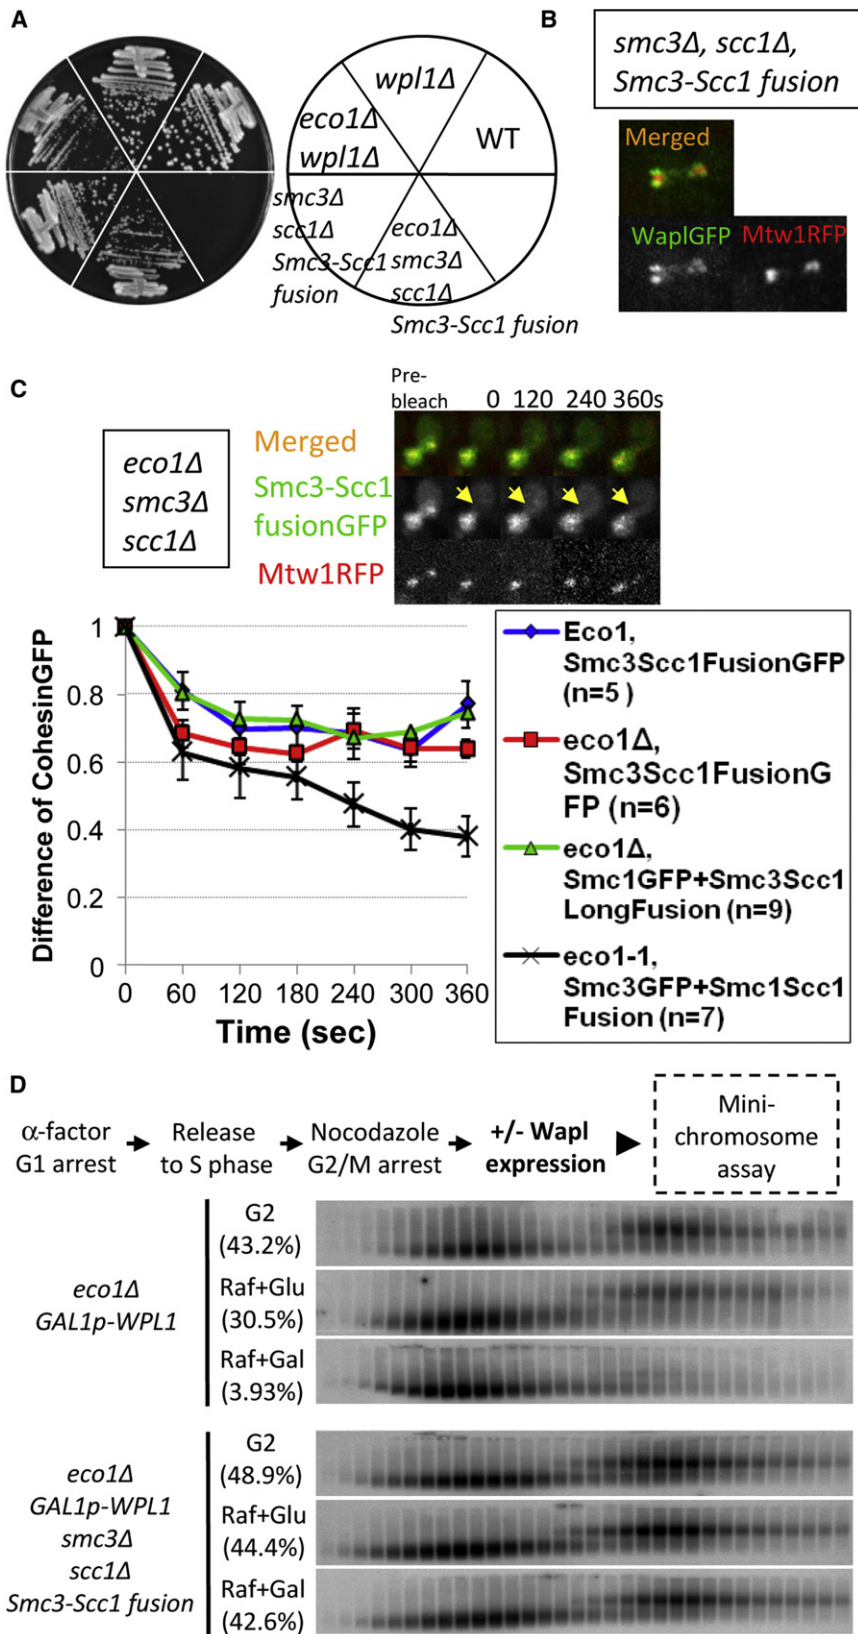 A
wpl1Δ
eco1Δ
wpl1Δ
WT
smc3Δ
scc1Δ
Smc3-Scc1
fusion
eco1Δ
smc3Δ
scc1Δ
Smc3-Scc1 fusion
B
smc3Δ, scc1Δ,
Smc3-Scc1 fusion
Merged
WaplGFP
Mtw1RFP
C
eco1Δ
smc3Δ
scc1Δ
Pre-
bleach 0 120 240 360s
Merged
Smc3-Scc1
fusionGFP
Mtw1RFP
Difference of CohesinGFP
1
0.8
0.6
0.4
0.2
0
0 60 120 180 240 300 360
Time (sec)
Eco1,
Smc3Scc1FusionGFP
(n=5 )
eco1Δ,
Smc3Scc1FusionG
FP (n=6)
eco1Δ,
Smc1GFP+Smc3Scc1
LongFusion (n=9)
eco1-1,
Smc3GFP+Smc1Scc1
Fusion (n=7)
D
α-factor
G1 arrest
Release
to S phase
Nocodazole
G2/M arrest
+/- Wapl
expression
Mini-
chromosome
assay
eco1Δ
GAL1p-WPL1
G2
(43.2%)
Raf+Glu
(30.5%)
Raf+Gal
(3.93%)
eco1Δ
GAL1p-WPL1
smc3Δ
scc1Δ
Smc3-Scc1 fusion
G2
(48.9%)
Raf+Glu
(44.4%)
Raf+Gal
(42.6%)